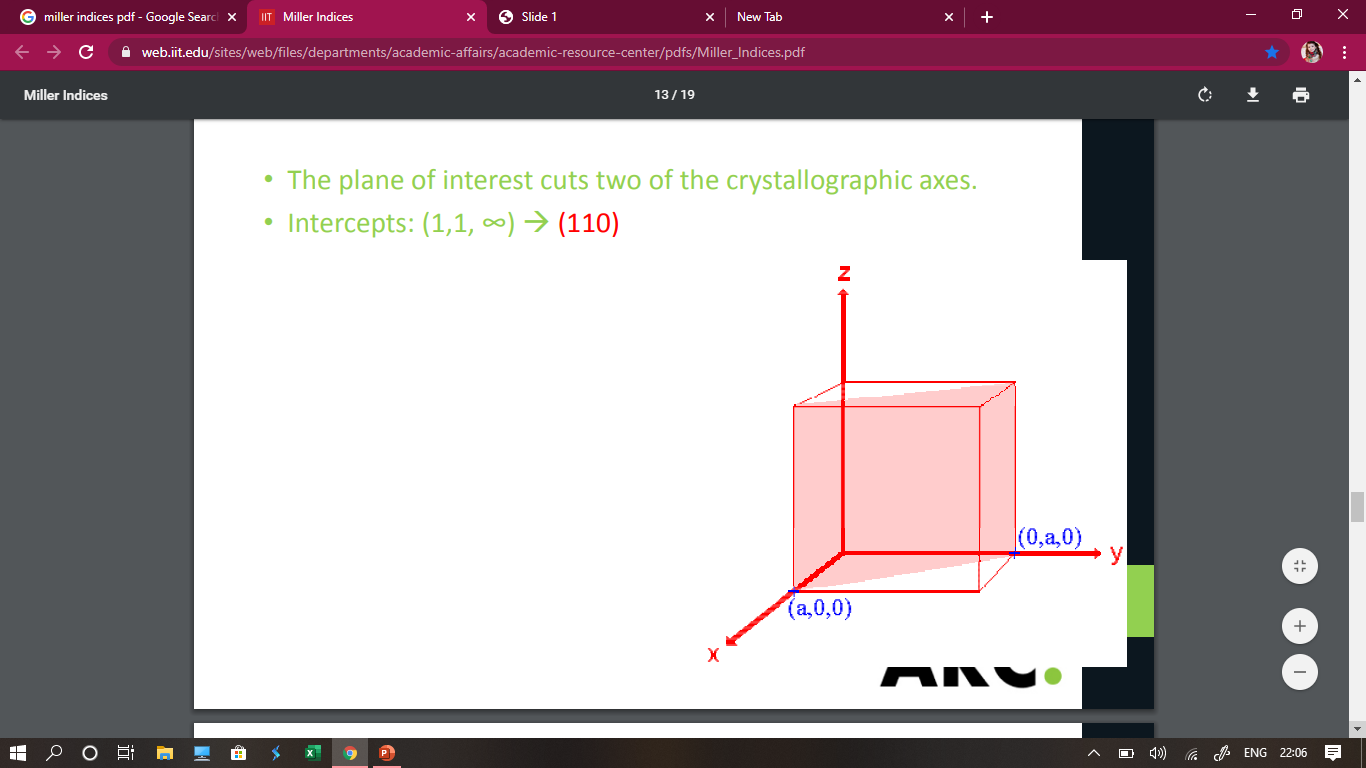 miller indices pdf - Google Searc
IIT Miller Indices
Slide 1
New Tab
web.iit.edu/sites/web/files/departments/academic-affairs/academic-resource-center/pdfs/Miller_Indices.pdf
Miller Indices
13 / 19
• The plane of interest cuts two of the crystallographic axes.
• Intercepts: (1,1, ∞) → (110)
z
(0,a,0)
y
(a,0,0)
x
ARC.
ENG 22:06